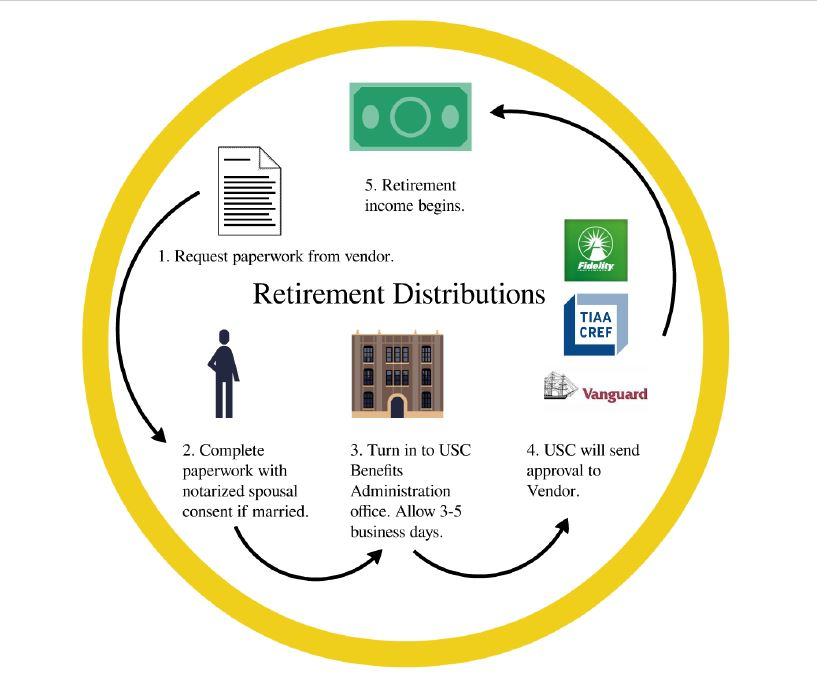 5. Retirement
income begins.
1. Request paperwork from vendor.
Retirement Distributions
Fidelity
TIAA
CREF
Vanguard
2. Complete
paperwork with
notarized spousal
consent if married.
3. Turn in to USC
Benefits
Administration
office. Allow 3-5
business days.
4. USC will send
approval to
Vendor.